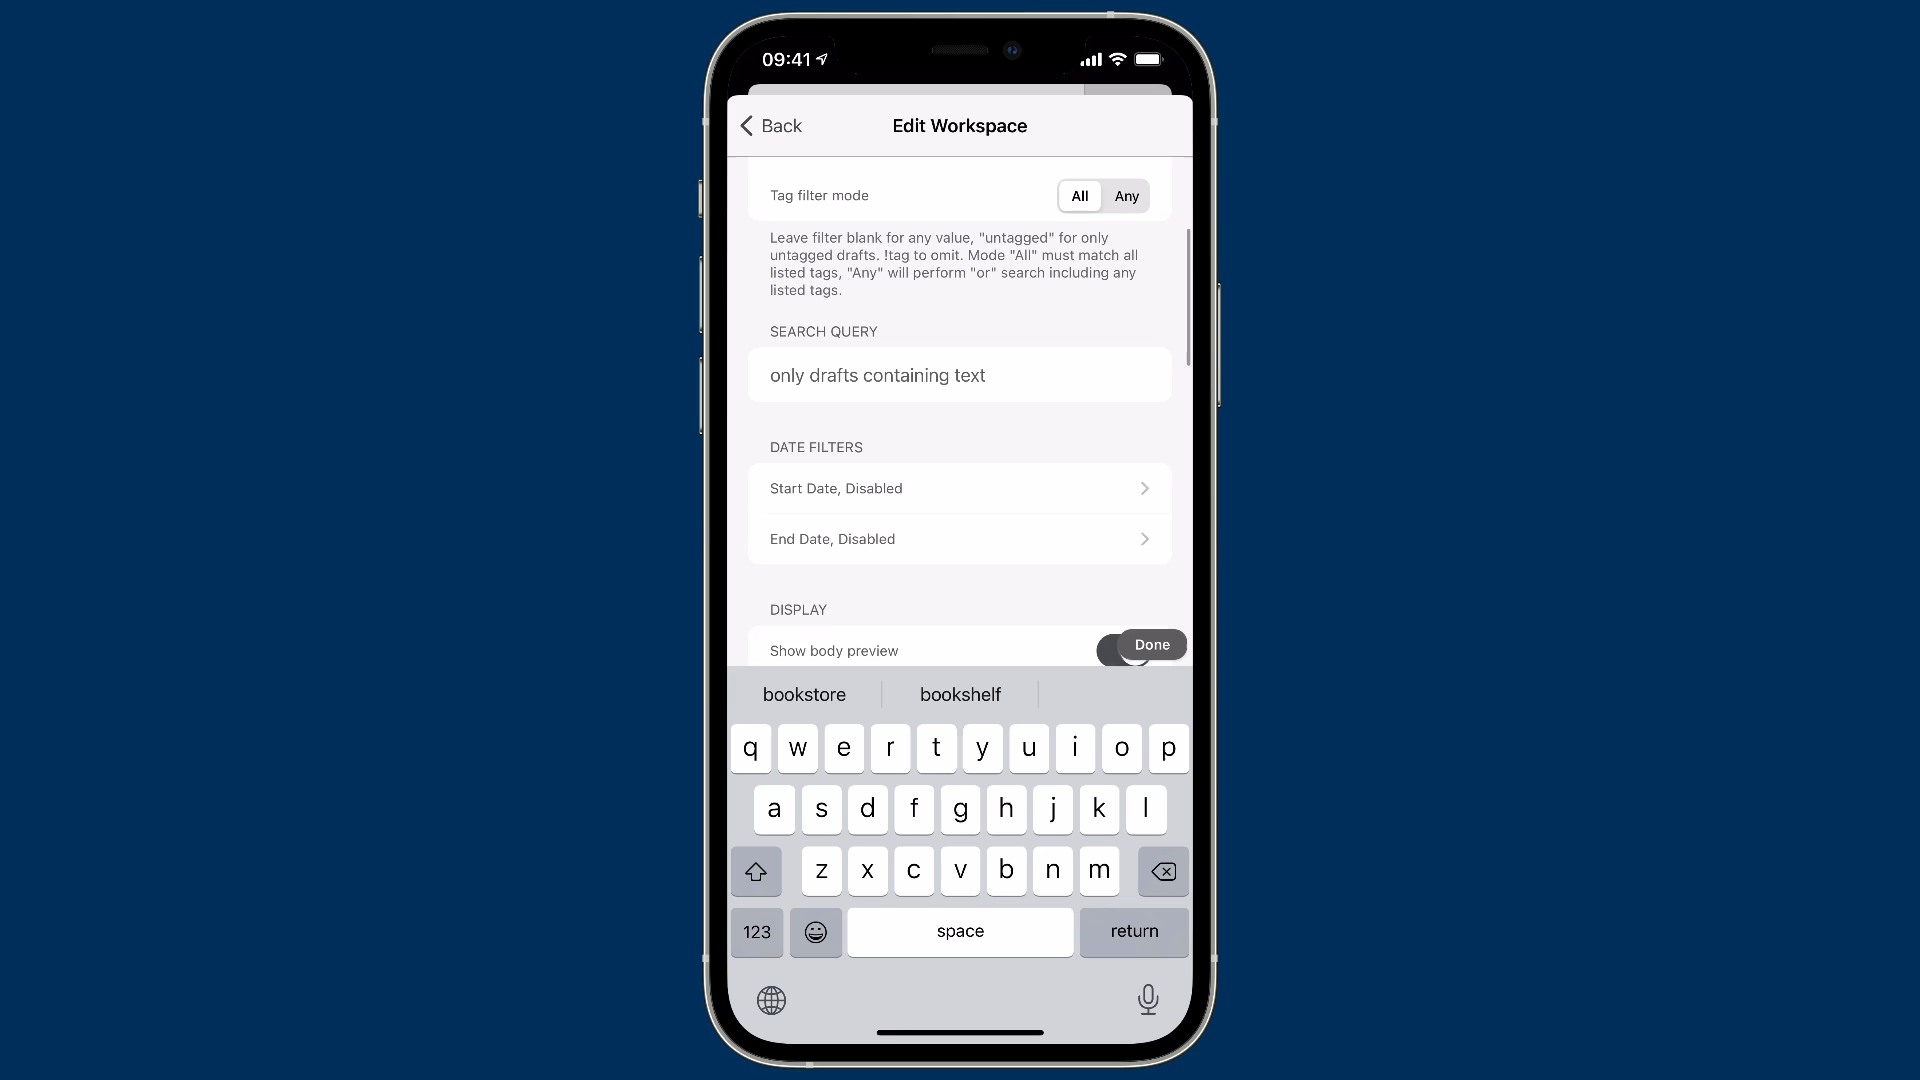 09:41
Back
Edit Workspace
Tag filter mode
All
Any
Leave filter blank for any value, "untagged" for only
untagged drafts. !tag to omit. Mode "All" must match all
listed tags, "Any" will perform "or" search including any
listed tags.
SEARCH QUERY
only drafts containing text
DATE FILTERS
Start Date, Disabled
End Date, Disabled
DISPLAY
Show body preview
Done
bookstore
bookshelf
q w e r t y u i o p
a s d f g h j k l
z x c v b n m
123
space
return